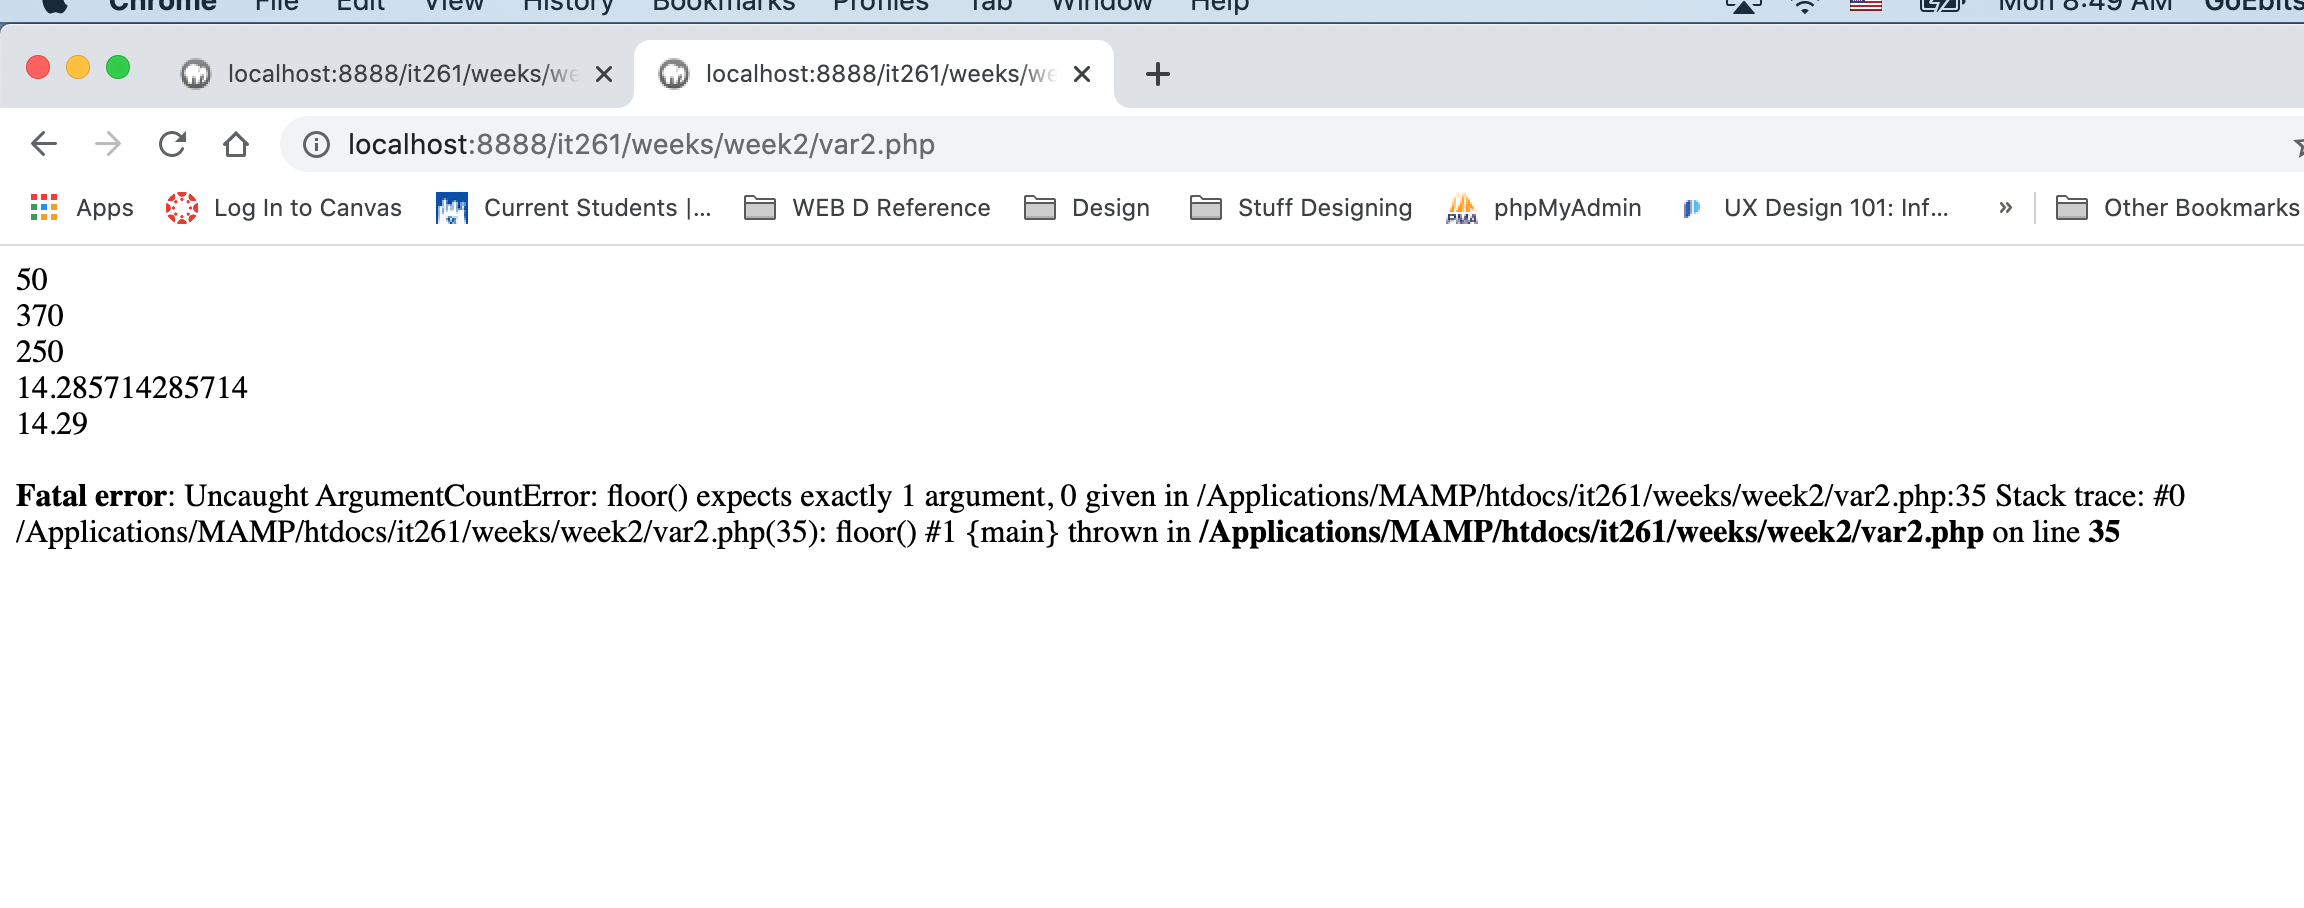 Chrome File Edit View History Bookmarks Profiles Tab Window Help Mon 8:49 AM GoEbits
localhost:8888/it261/weeks/we localhost:8888/it261/weeks/we
localhost:8888/it261/weeks/week2/var2.php
Apps Log In to Canvas Current Students |... WEB D Reference Design Stuff Designing PMA phpMyAdmin UX Design 101: Inf... » Other Bookmarks
50
370
250
14.285714285714
14.29
Fatal error: Uncaught ArgumentCountError: floor() expects exactly 1 argument, 0 given in /Applications/MAMP/htdocs/it261/weeks/week2/var2.php:35 Stack trace: #0
/Applications/MAMP/htdocs/it261/weeks/week2/var2.php(35): floor() #1 {main} thrown in /Applications/MAMP/htdocs/it261/weeks/week2/var2.php on line 35